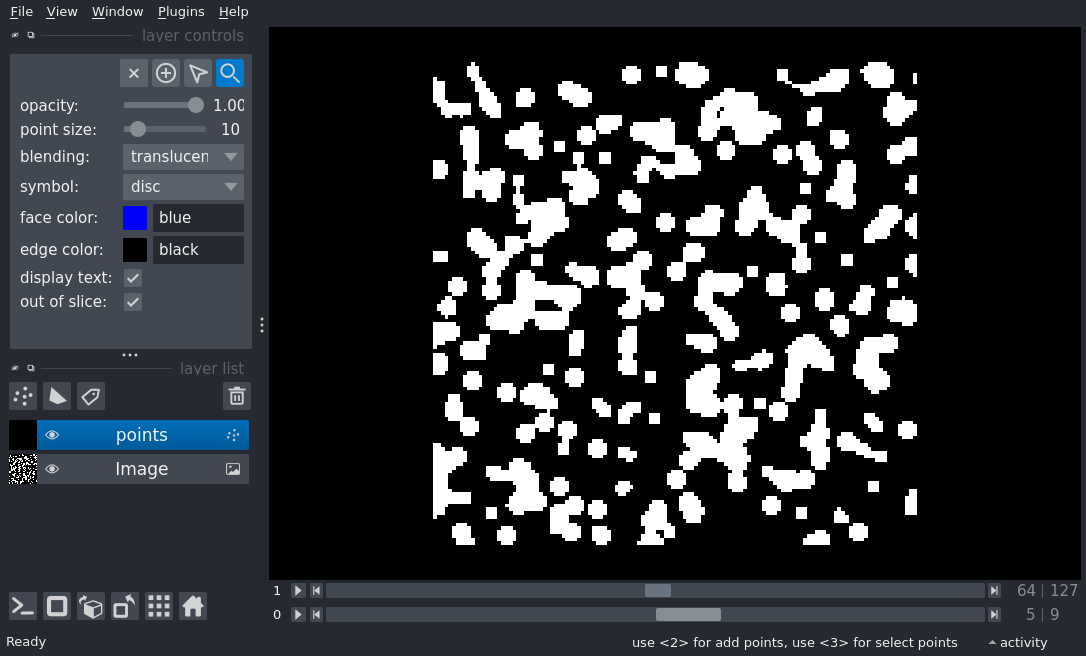 File View Window Plugins Help
layer controls
opacity: 1.00
point size: 10
blending: translucen
symbol: disc
face color: blue
edge color: black
display text:
out of slice:
layer list
points
Image
1 64 127
0 5 9
Ready use <2> for add points, use <3> for select points activity